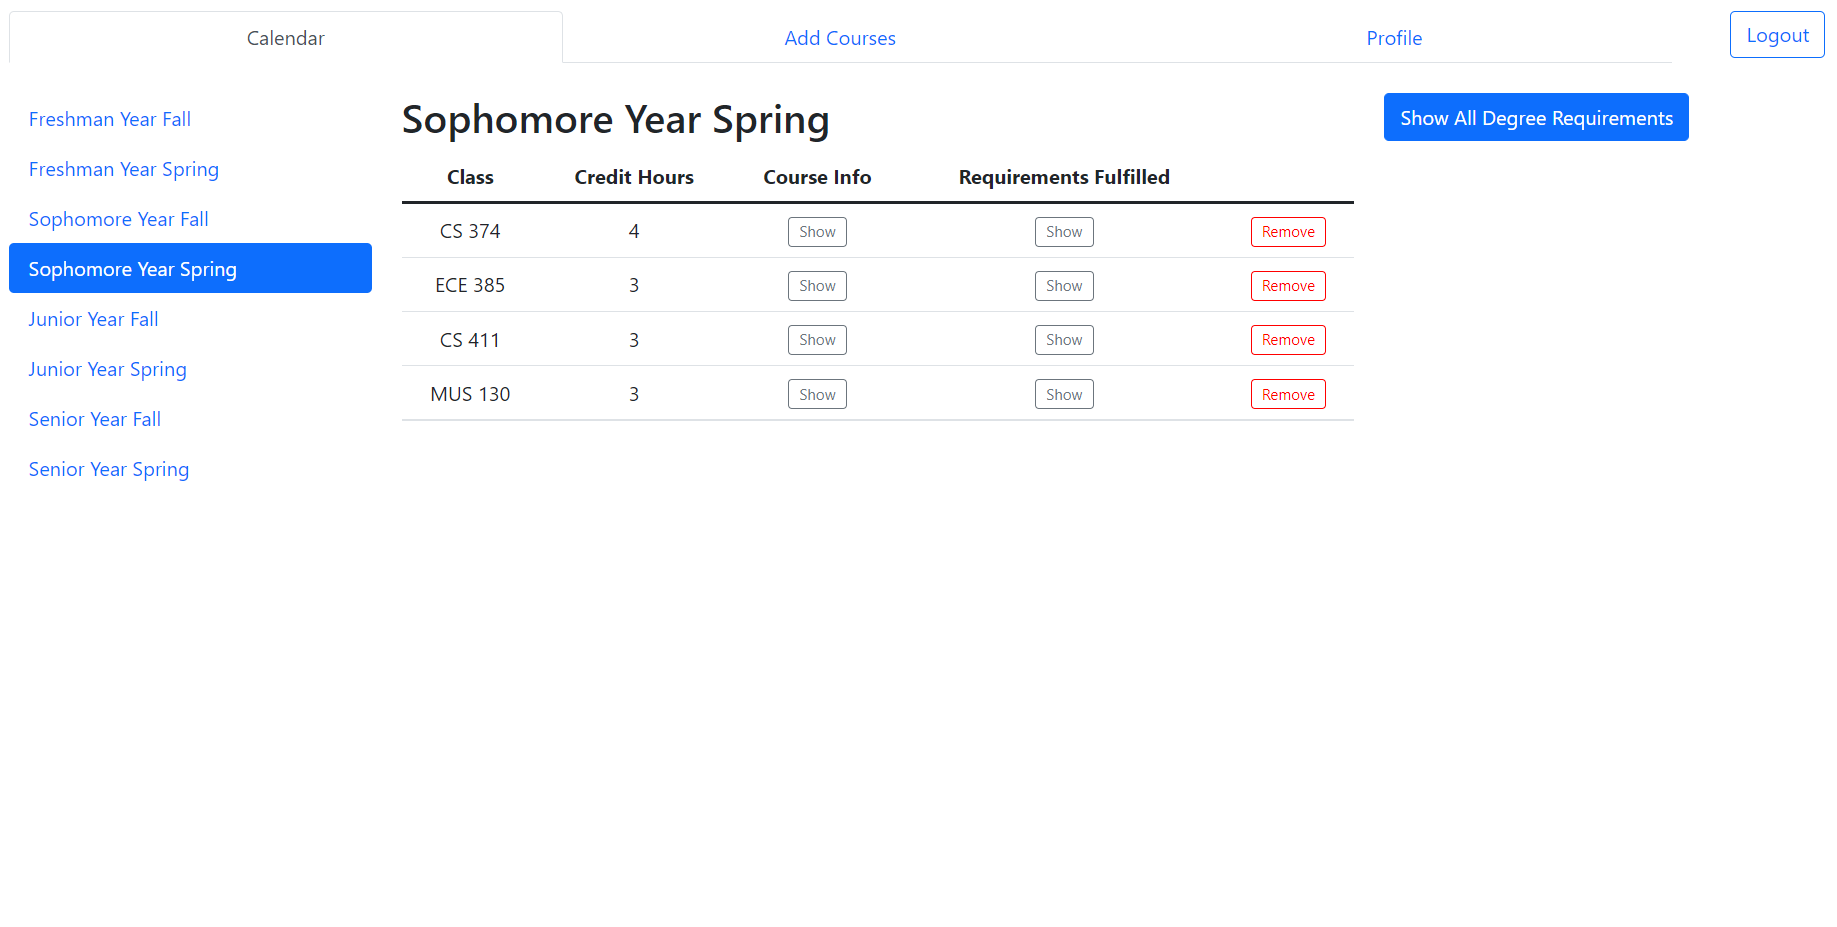 Calendar Add Courses Profile Logout
Freshman Year Fall
Freshman Year Spring
Sophomore Year Fall
Sophomore Year Spring
Junior Year Fall
Junior Year Spring
Senior Year Fall
Senior Year Spring
Sophomore Year Spring
Show All Degree Requirements
Class Credit Hours Course Info Requirements Fulfilled
CS 374 4 Show Show Remove
ECE 385 3 Show Show Remove
CS 411 3 Show Show Remove
MUS 130 3 Show Show Remove